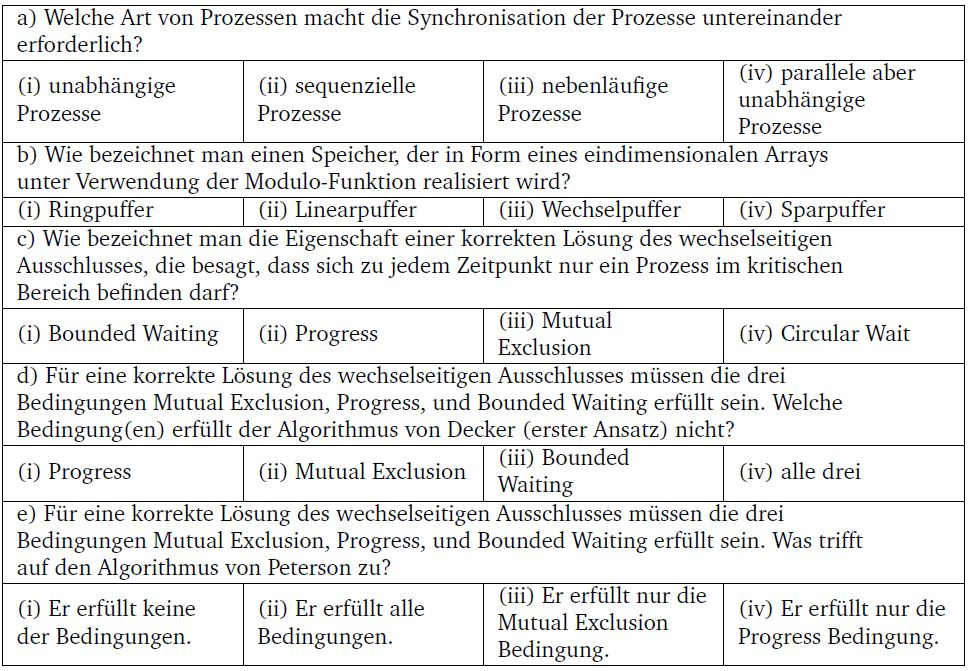 a) Welche Art von Prozessen macht die Synchronisation der Prozesse untereinander
erforderlich?
(i) unabhängige
Prozesse
(ii) sequenzielle
Prozesse
(iii) nebenläufige
Prozesse
(iv) parallele aber
unabhängige
Prozesse
b) Wie bezeichnet man einen Speicher, der in Form eines eindimensionalen Arrays
unter Verwendung der Modulo-Funktion realisiert wird?
(i) Ringpuffer
(ii) Linearpuffer
(iii) Wechselpuffer
(iv) Sparpuffer
c) Wie bezeichnet man die Eigenschaft einer korrekten Lösung des wechselseitigen
Ausschlusses, die besagt, dass sich zu jedem Zeitpunkt nur ein Prozess im kritischen
Bereich befinden darf?
(i) Bounded Waiting
(ii) Progress
(iii) Mutual
Exclusion
(iv) Circular Wait
d) Für eine korrekte Lösung des wechselseitigen Ausschlusses müssen die drei
Bedingungen Mutual Exclusion, Progress, und Bounded Waiting erfüllt sein. Welche
Bedingung(en) erfüllt der Algorithmus von Decker (erster Ansatz) nicht?
(i) Progress
(ii) Mutual Exclusion
(iii) Bounded
Waiting
(iv) alle drei
e) Für eine korrekte Lösung des wechselseitigen Ausschlusses müssen die drei
Bedingungen Mutual Exclusion, Progress, und Bounded Waiting erfüllt sein. Was trifft
auf den Algorithmus von Peterson zu?
(i) Er erfüllt keine
der Bedingungen.
(ii) Er erfüllt alle
Bedingungen.
(iii) Er erfüllt nur die
Mutual Exclusion
Bedingung.
(iv) Er erfüllt nur die
Progress Bedingung.